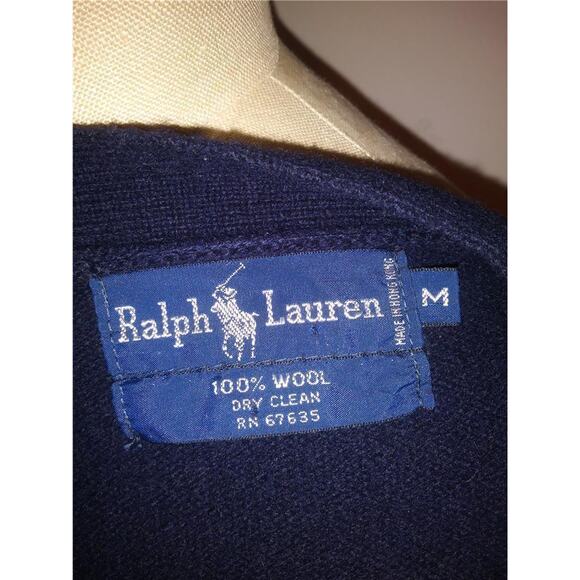 Ralph Lauren
MADE IN HONG KONG
M
100% WOOL
DRY CLEAN
RN 67635